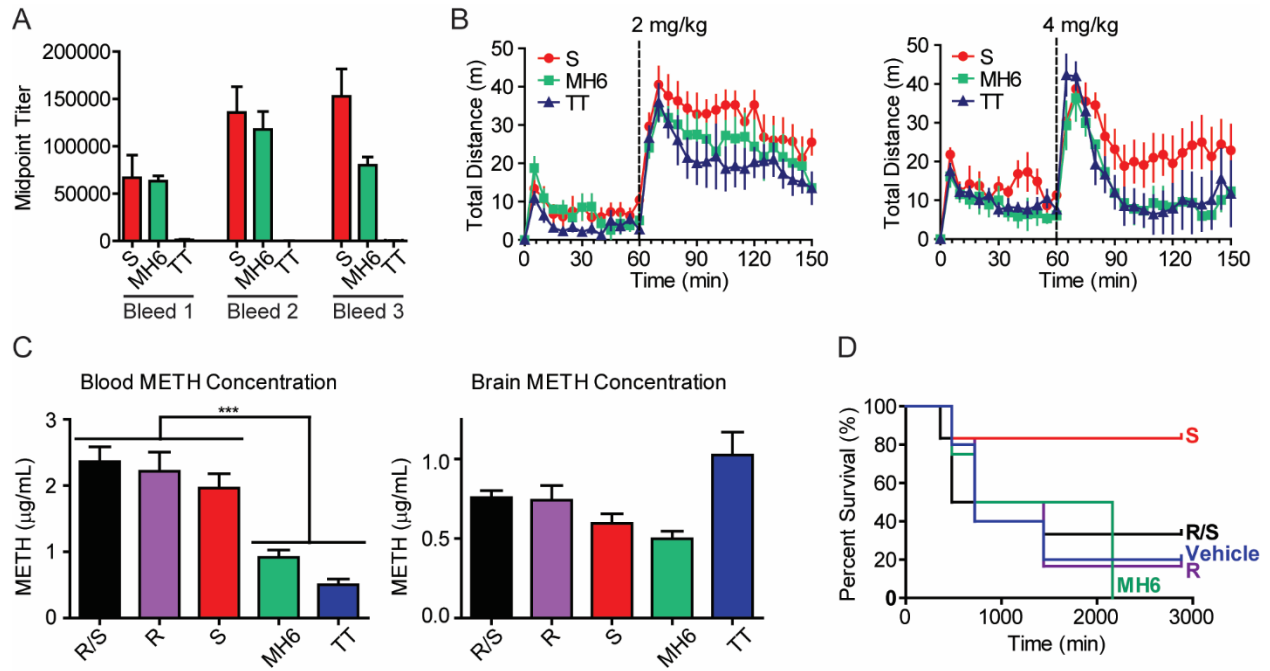 A
Midpoint Titer
200000
150000
100000
50000
0
S
MH6
TT
S
MH6
TT
S
MH6
TT
Bleed 1
Bleed 2
Bleed 3
B
2 mg/kg
Total Distance (m)
50
40
30
20
10
0
S
MH6
TT
0
30
60
90
120
150
Time (min)
4 mg/kg
Total Distance (m)
50
40
30
20
10
0
S
MH6
TT
0
30
60
90
120
150
Time (min)
C
Blood METH Concentration
METH (µg/mL)
3
2
1
0
***
R/S
R
S
MH6
TT
Brain METH Concentration
METH (µg/mL)
1.0
0.5
0.0
R/S
R
S
MH6
TT
D
Percent Survival (%)
100
80
60
40
20
0
S
R/S
Vehicle
R
MH6
0
1000
2000
3000
Time (min)